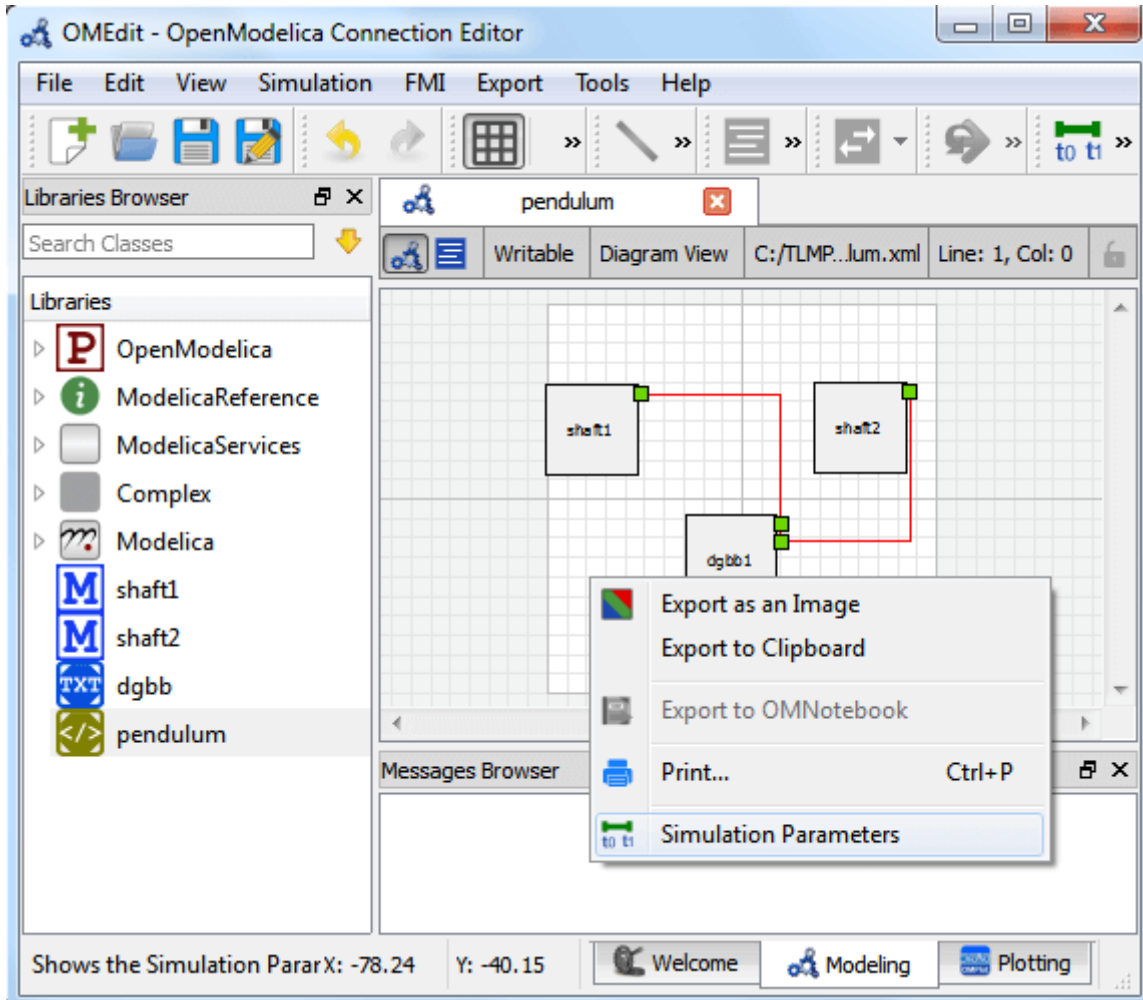 OMEdit - OpenModelica Connection Editor
File Edit View Simulation FMI Export Tools Help
t0 t1
Libraries Browser
pendulum
Search Classes
Writable Diagram View C:/TLMP...lum.xml Line: 1, Col: 0
Libraries
P OpenModelica
i ModelicaReference
ModelicaServices
Complex
m Modelica
M shaft1
M shaft2
TXT dgbb
</> pendulum
shaft1
shaft2
dgbb1
Export as an Image
Export to Clipboard
Export to OMNotebook
Print... Ctrl+P
t0 t1 Simulation Parameters
Messages Browser
Shows the Simulation Parar X: -78.24 Y: -40.15 Welcome Modeling Plotting